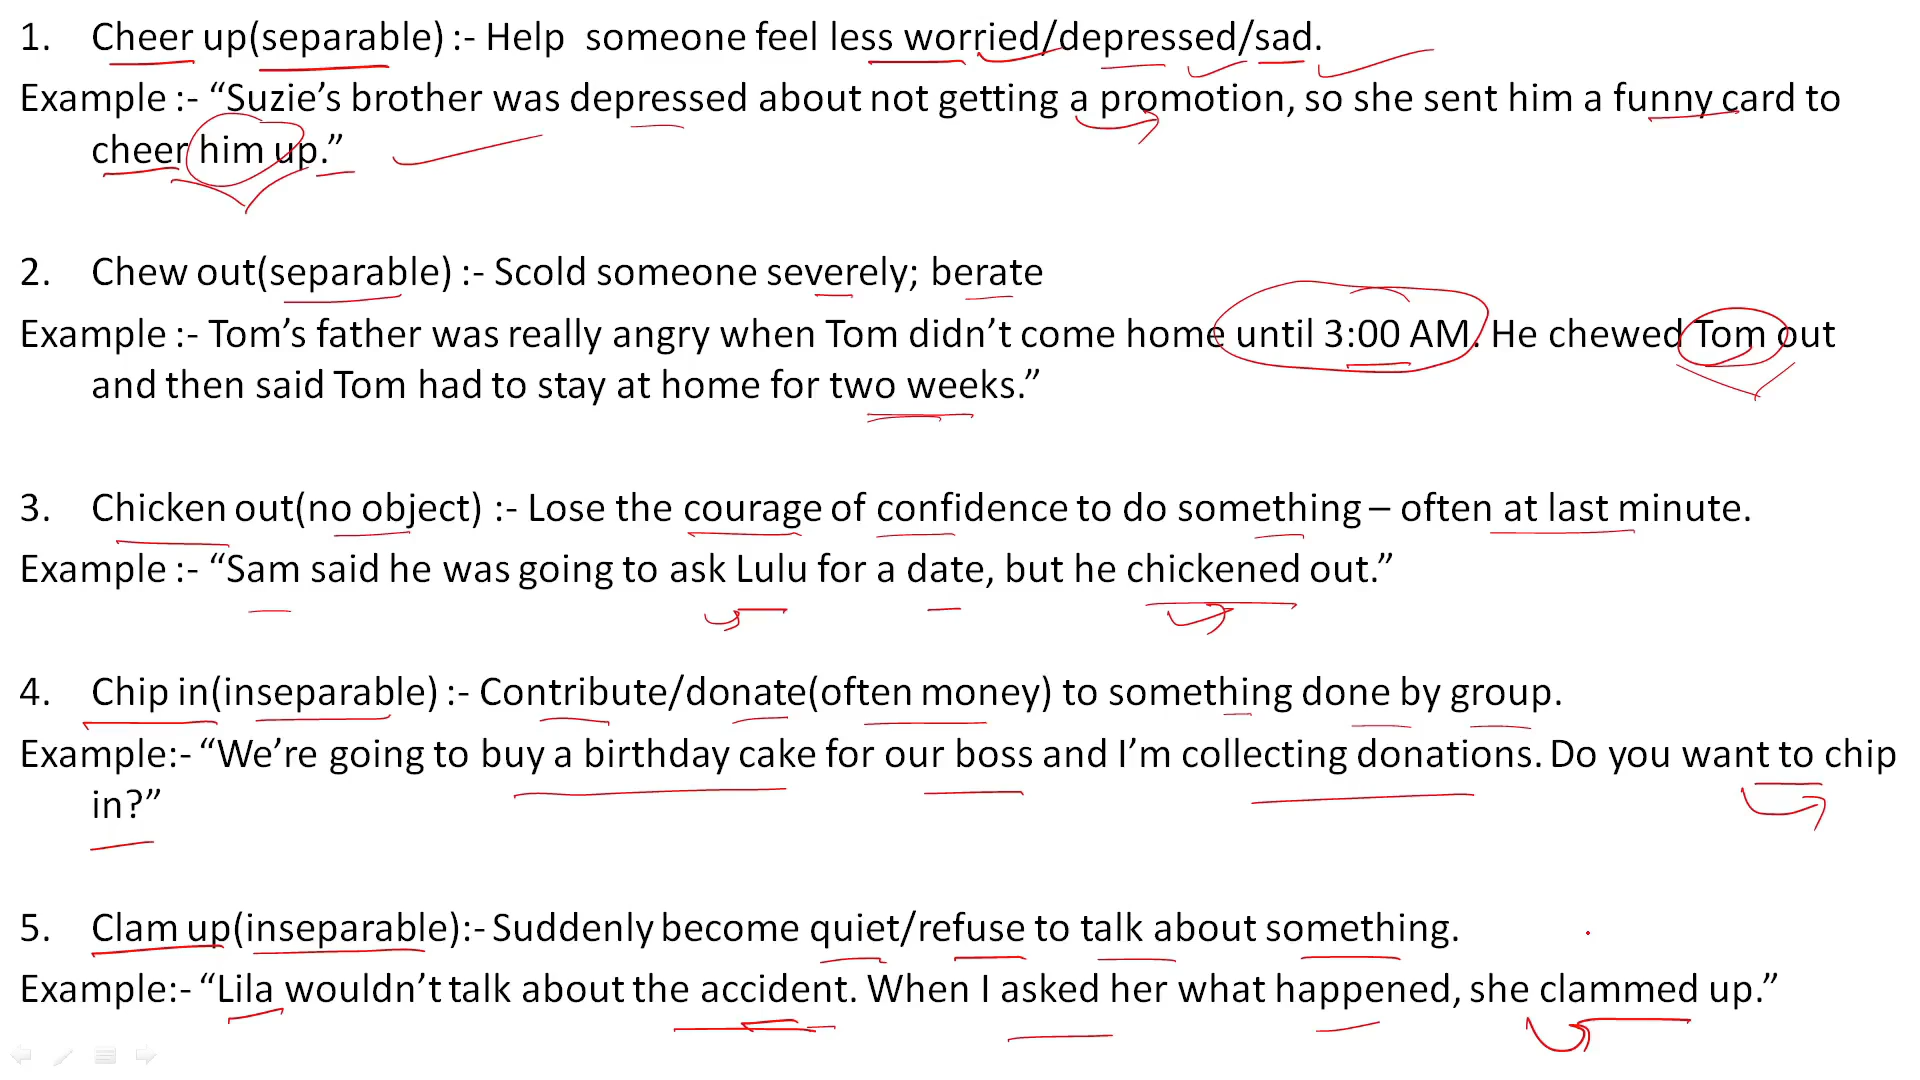 1. Cheer up(separable) :- Help someone feel less worried/depressed/sad.
Example :- “Suzie’s brother was depressed about not getting a promotion, so she sent him a funny card to
cheer him up.”
2. Chew out(separable) :- Scold someone severely; berate
Example :- Tom’s father was really angry when Tom didn’t come home until 3:00 AM. He chewed Tom out
and then said Tom had to stay at home for two weeks.”
3. Chicken out(no object) :- Lose the courage of confidence to do something – often at last minute.
Example :- “Sam said he was going to ask Lulu for a date, but he chickened out.”
4. Chip in(inseparable) :- Contribute/donate(often money) to something done by group.
Example:- “We’re going to buy a birthday cake for our boss and I’m collecting donations. Do you want to chip
in?”
5. Clam up(inseparable):- Suddenly become quiet/refuse to talk about something.
Example:- “Lila wouldn’t talk about the accident. When I asked her what happened, she clammed up.”